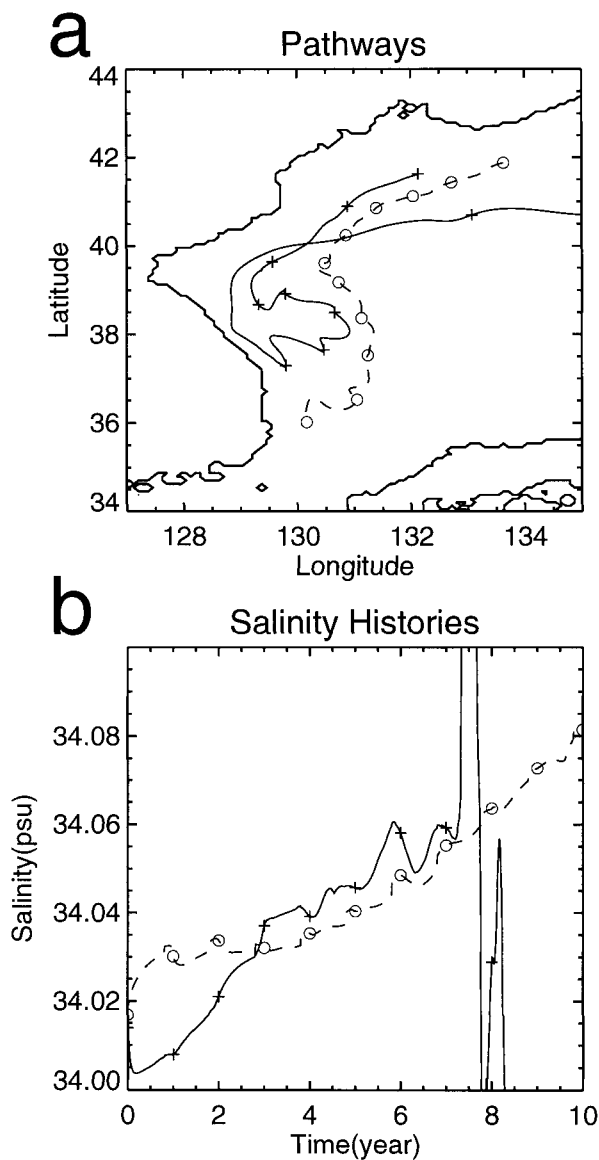 a
Pathways
44
42
40
38
36
34
Latitude
128 130 132 134
Longitude
b
Salinity Histories
34.08
34.06
34.04
34.02
34.00
Salinity(psu)
0 2 4 6 8 10
Time(year)